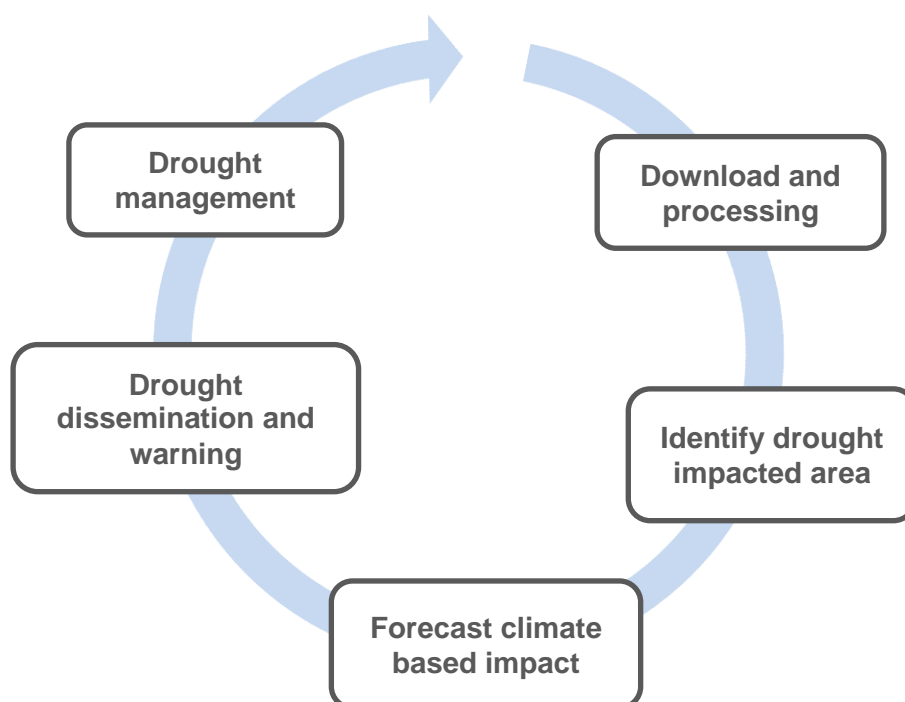 Drought
management
Download and
processing
Drought
dissemination and
warning
Identify drought
impacted area
Forecast climate
based impact